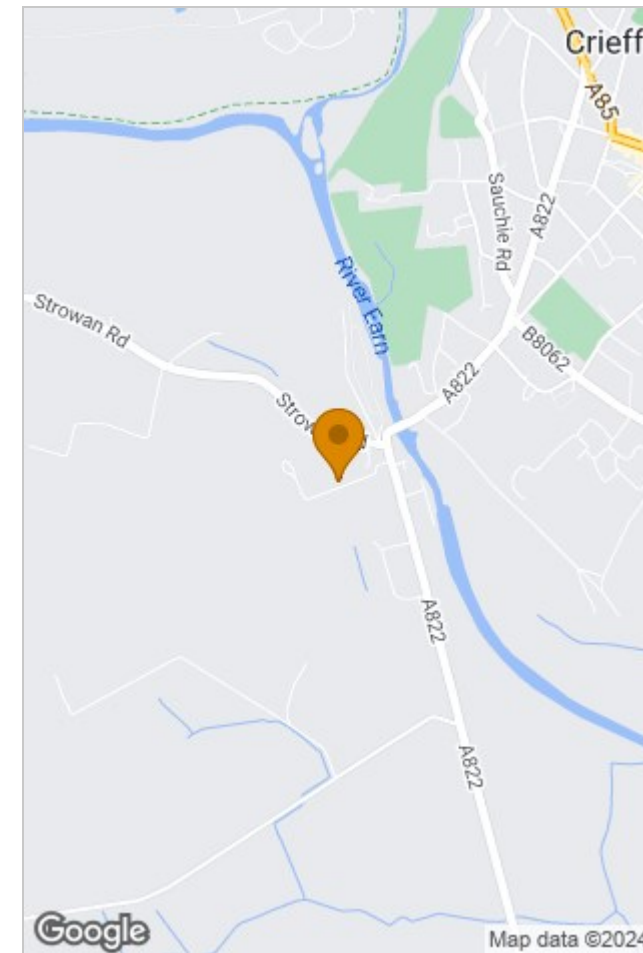 Crieff
A85
Sauchie Rd
A822
River Earn
Strowan Rd
B8062
A822
A822
A822
Google
Map data ©2024